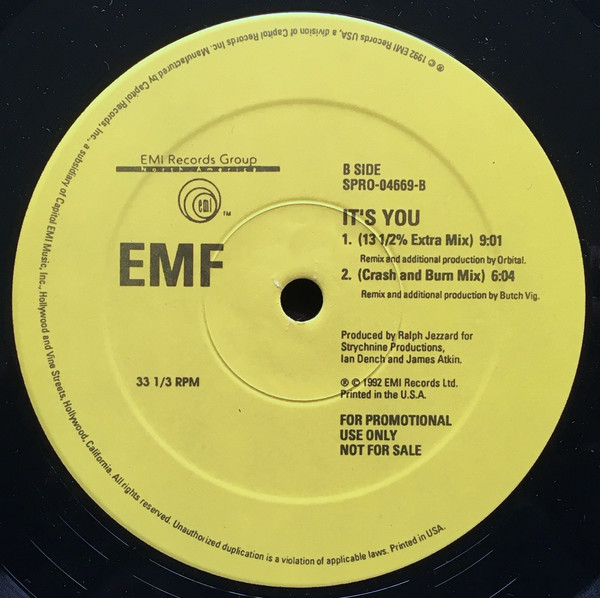 EMI Records Group
North America
emi
TM
EMF
33 1/3 RPM
B SIDE
SPRO-04669-B
IT'S YOU
1. (13 1/2% Extra Mix) 9:01
Remix and additional production by Orbital.
2. (Crash and Burn Mix) 6:04
Remix and additional production by Butch Vig.
Produced by Ralph Jezzard for
Strychnine Productions,
Ian Dench and James Atkin.
℗ © 1992 EMI Records Ltd.
Printed in the U.S.A.
FOR PROMOTIONAL
USE ONLY
NOT FOR SALE
℗ © 1992 EMI Records USA, a division of Capitol Records Inc. Manufactured by Capitol Records, Inc., a subsidiary of Capitol EMI Music, Inc., Hollywood and Vine Streets, Hollywood, California. All rights reserved. Unauthorized duplication is a violation of applicable laws. Printed in USA.